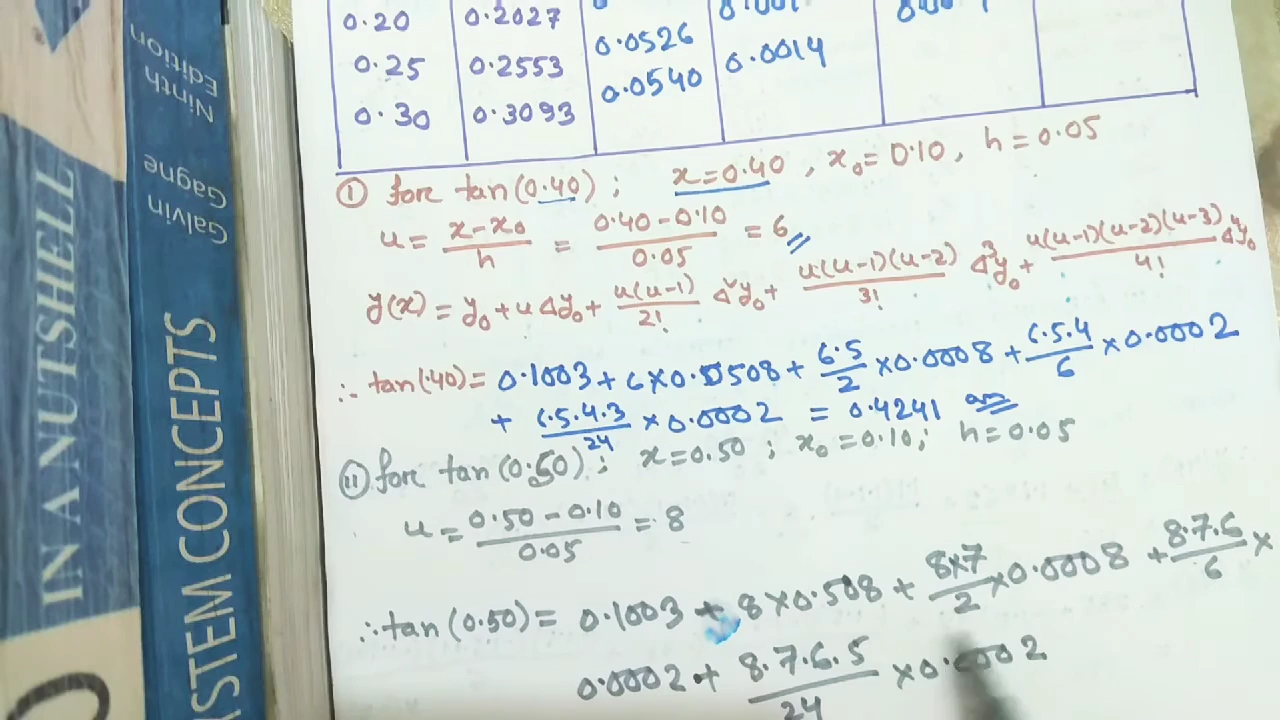 IN A NUTSHELL
SYSTEM CONCEPTS
Galvin
Gagne
Ninth
Edition
0.20 0.2027
0.25 0.2553 0.0526 0.0014
0.30 0.3093 0.0540
① fore tan(0.40) ; x=0.40 , x₀= 0.10 , h = 0.05
u = x-x₀/h = 0.40-0.10/0.05 = 6
y(x) = y₀+u Δy₀+ u(u-1)/2! Δ²y₀+ u(u-1)(u-2)/3! Δ³y₀+ u(u-1)(u-2)(u-3)/4! Δ⁴y₀
∴ tan(.40)= 0.1003+6×0.0508+ 6.5/2 ×0.0008+ 6.5.4/6 ×0.0002
+ 6.5.4.3/24 ×0.0002 = 0.4241 ans
⑪ fore tan(0.50) ; x=0.50 ; x₀=0.10; h=0.05
u = 0.50-0.10/0.05 = 8
∴tan(0.50)= 0.1003 + 8×0.508+ 8×7/2 ×0.0008 + 8.7.6/6 ×
0.0002+ 8.7.6.5/24 ×0.0002